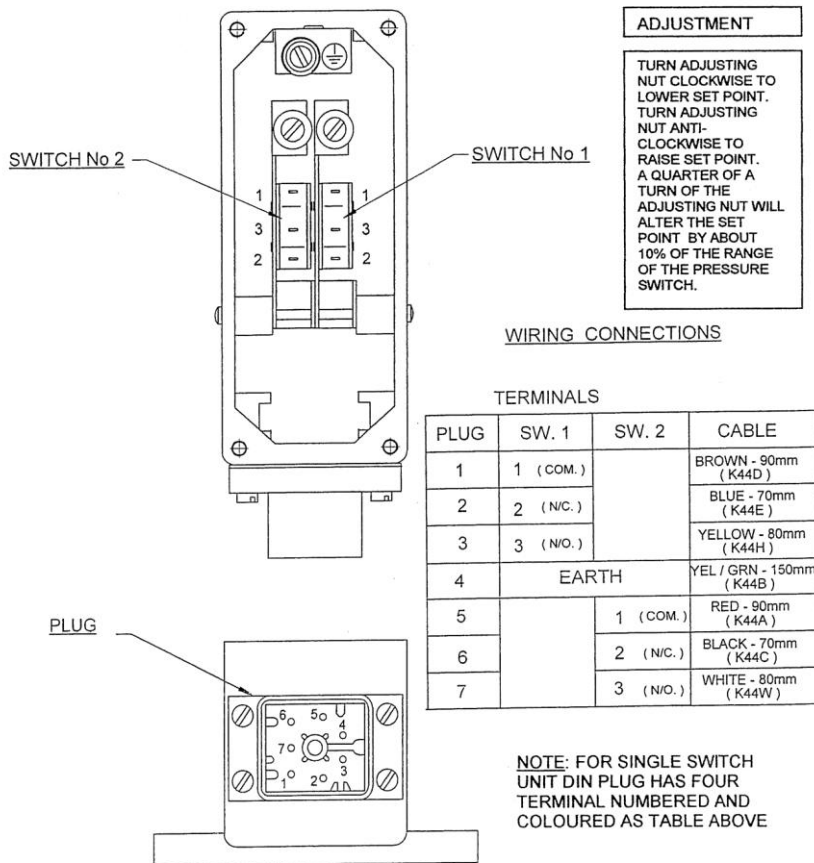 ADJUSTMENT
TURN ADJUSTING
NUT CLOCKWISE TO
LOWER SET POINT.
TURN ADJUSTING
NUT ANTI-
CLOCKWISE TO
RAISE SET POINT.
A QUARTER OF A
TURN OF THE
ADJUSTING NUT WILL
ALTER THE SET
POINT BY ABOUT
10% OF THE RANGE
OF THE PRESSURE
SWITCH.
SWITCH No 2
SWITCH No 1
1 1
3 3
2 2
WIRING CONNECTIONS
TERMINALS
PLUG SW. 1 SW. 2 CABLE
1 1 ( COM. ) BROWN - 90mm
( K44D )
2 2 ( N/C. ) BLUE - 70mm
( K44E )
3 3 ( N/O. ) YELLOW - 80mm
( K44H )
4 EARTH YEL / GRN - 150mm
( K44B )
5 1 ( COM. ) RED - 90mm
( K44A )
6 2 ( N/C. ) BLACK - 70mm
( K44C )
7 3 ( N/O. ) WHITE - 80mm
( K44W )
PLUG
6 5 4
7
1 2 3
NOTE: FOR SINGLE SWITCH
UNIT DIN PLUG HAS FOUR
TERMINAL NUMBERED AND
COLOURED AS TABLE ABOVE